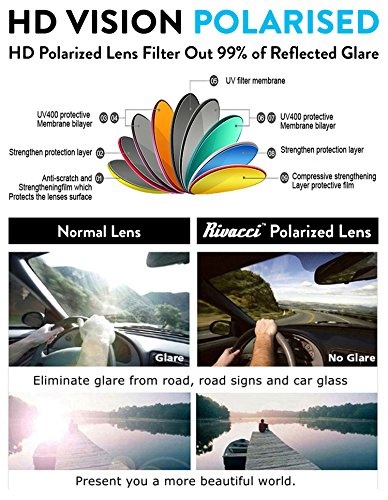 HD VISION POLARISED
HD Polarized Lens Filter Out 99% of Reflected Glare
05 UV filter membrane
UV400 protective
Membrane bilayer
03 04
06 07
UV400 protective
Membrane bilayer
Strengthen protection layer
02
08
Strengthen protection layer
Anti-scratch and
Strengtheningfilm which
Protects the lenses surface
01
09
Compressive strengthening
Layer protective film
Normal Lens
Rivacci™ Polarized Lens
Glare
No Glare
Eliminate glare from road, road signs and car glass
Present you a more beautiful world.